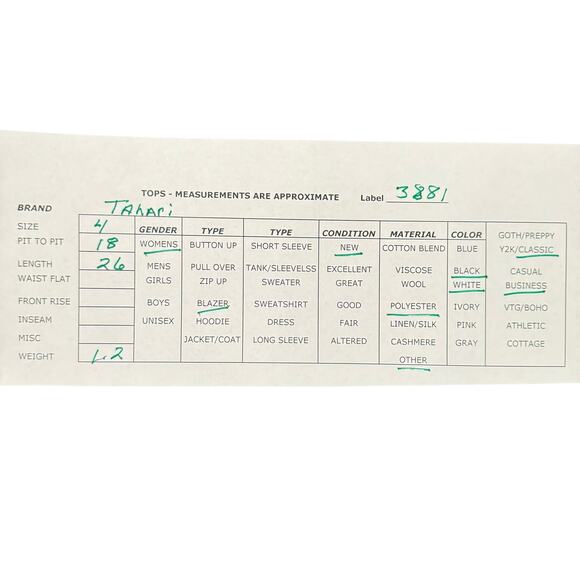 TOPS - MEASUREMENTS ARE APPROXIMATE Label 3881
BRAND Tahari
SIZE 4 GENDER TYPE TYPE CONDITION MATERIAL COLOR GOTH/PREPPY
PIT TO PIT 18 WOMENS BUTTON UP SHORT SLEEVE NEW COTTON BLEND BLUE Y2K/CLASSIC
LENGTH 26 MENS PULL OVER TANK/SLEEVELSS EXCELLENT VISCOSE BLACK CASUAL
WAIST FLAT GIRLS ZIP UP SWEATER GREAT WOOL WHITE BUSINESS
FRONT RISE BOYS BLAZER SWEATSHIRT GOOD POLYESTER IVORY VTG/BOHO
INSEAM UNISEX HOODIE DRESS FAIR LINEN/SILK PINK ATHLETIC
MISC JACKET/COAT LONG SLEEVE ALTERED CASHMERE GRAY COTTAGE
WEIGHT 1.2 OTHER